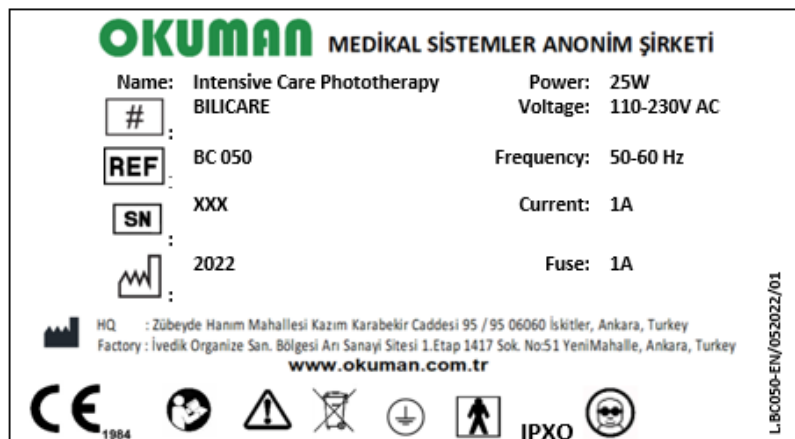 OKUMAN MEDİKAL SİSTEMLER ANONİM ŞİRKETİ
Name: Intensive Care Phototherapy Power: 25W
# : BILICARE Voltage: 110-230V AC
REF : BC 050 Frequency: 50-60 Hz
SN : XXX Current: 1A
: 2022 Fuse: 1A
HQ : Zübeyde Hanım Mahallesi Kazım Karabekir Caddesi 95 / 95 06060 İskitler, Ankara, Turkey
Factory : İvedik Organize San. Bölgesi Arı Sanayi Sitesi 1.Etap 1417 Sok. No:51 YeniMahalle, Ankara, Turkey
www.okuman.com.tr
CE 1984 IPXO
L.BC050-EN/052022/01